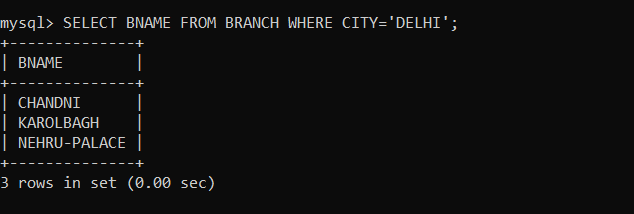 mysql> SELECT BNAME FROM BRANCH WHERE CITY='DELHI';
+--------------+
| BNAME        |
+--------------+
| CHANDNI      |
| KAROLBAGH    |
| NEHRU-PALACE |
+--------------+
3 rows in set (0.00 sec)